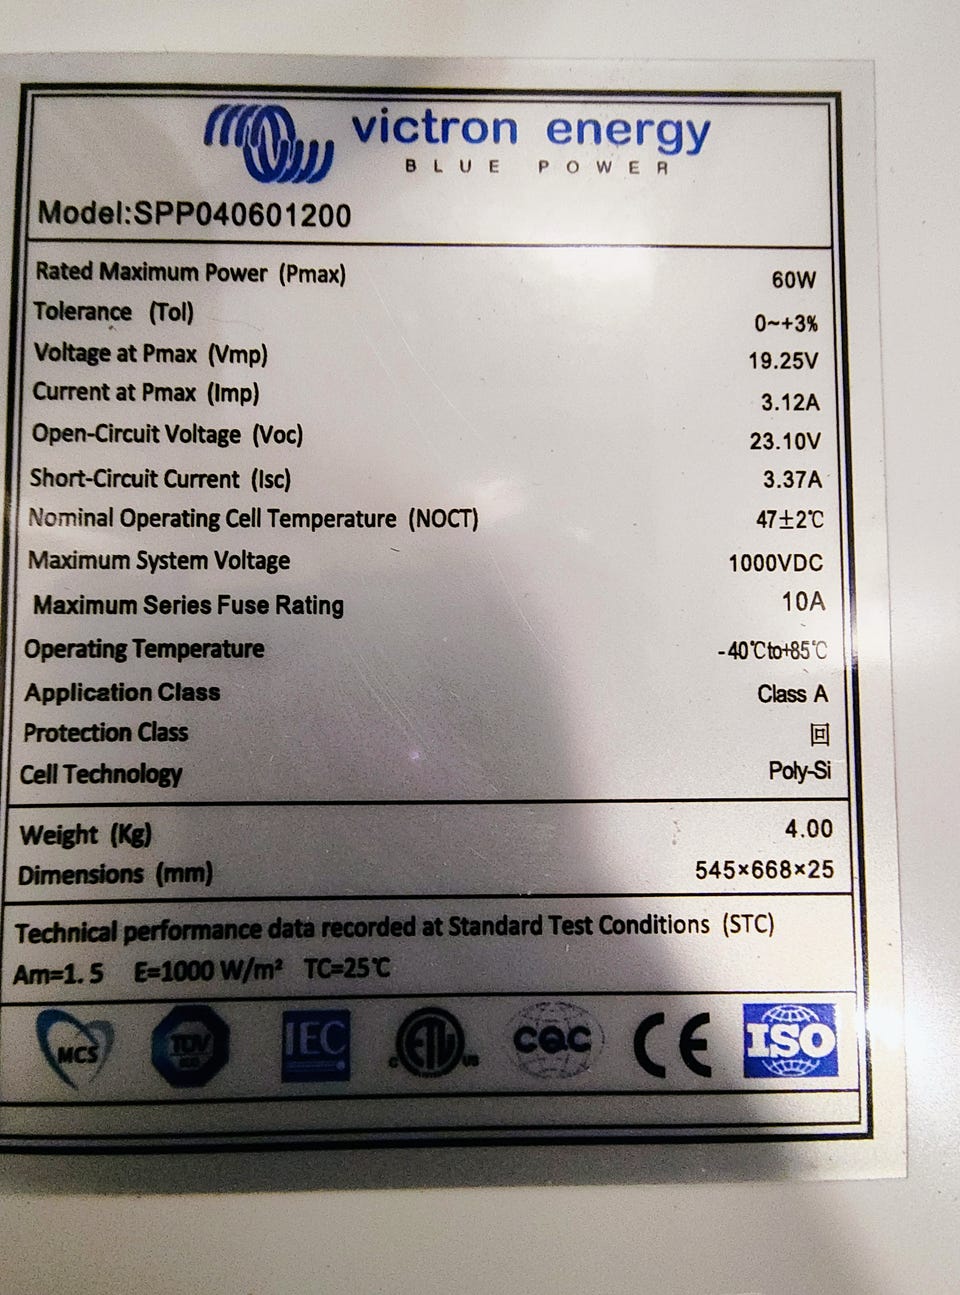 victron energy
BLUE POWER
Model:SPP040601200
Rated Maximum Power (Pmax) 60W
Tolerance (Tol) 0~+3%
Voltage at Pmax (Vmp) 19.25V
Current at Pmax (Imp) 3.12A
Open-Circuit Voltage (Voc) 23.10V
Short-Circuit Current (Isc) 3.37A
Nominal Operating Cell Temperature (NOCT) 47±2℃
Maximum System Voltage 1000VDC
Maximum Series Fuse Rating 10A
Operating Temperature -40℃to+85℃
Application Class Class A
Protection Class 回
Cell Technology Poly-Si
Weight (Kg) 4.00
Dimensions (mm) 545×668×25
Technical performance data recorded at Standard Test Conditions (STC)
Am=1.5 E=1000 W/m² TC=25℃
MCS TÜV IEC c ETL us CQC CE ISO